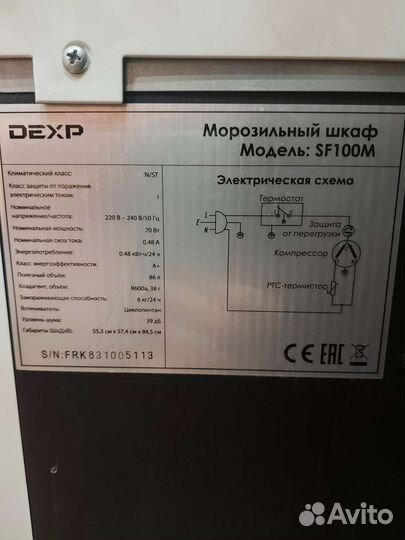 DEXP
Морозильный шкаф
Модель: SF100M
Климатический класс: N/ST
Класс защиты от поражения
электрическим током: I
Номинальное
напряжение/частота: 220 В – 240 В/50 Гц
Номинальная мощность: 70 Вт
Номинальная сила тока: 0,48 А
Энергопотребление: 0.48 кВт·ч/24 ч
Класс энергоэффективности: А+
Полезный объём: 86 л
Хладагент, объём: R600a, 38 г
Замораживающая способность: 6 кг/24 ч
Вспениватель: Циклопентан
Уровень шума: 39 дБ
Габариты (ШхДхВ): 55,3 см х 57,4 см х 84,5 см
S/N:FRK831005113
Электрическая схема
Термостат
L
E
N
Защита
от перегрузки
Компрессор
PTC-термистор
CE EAC
Avito